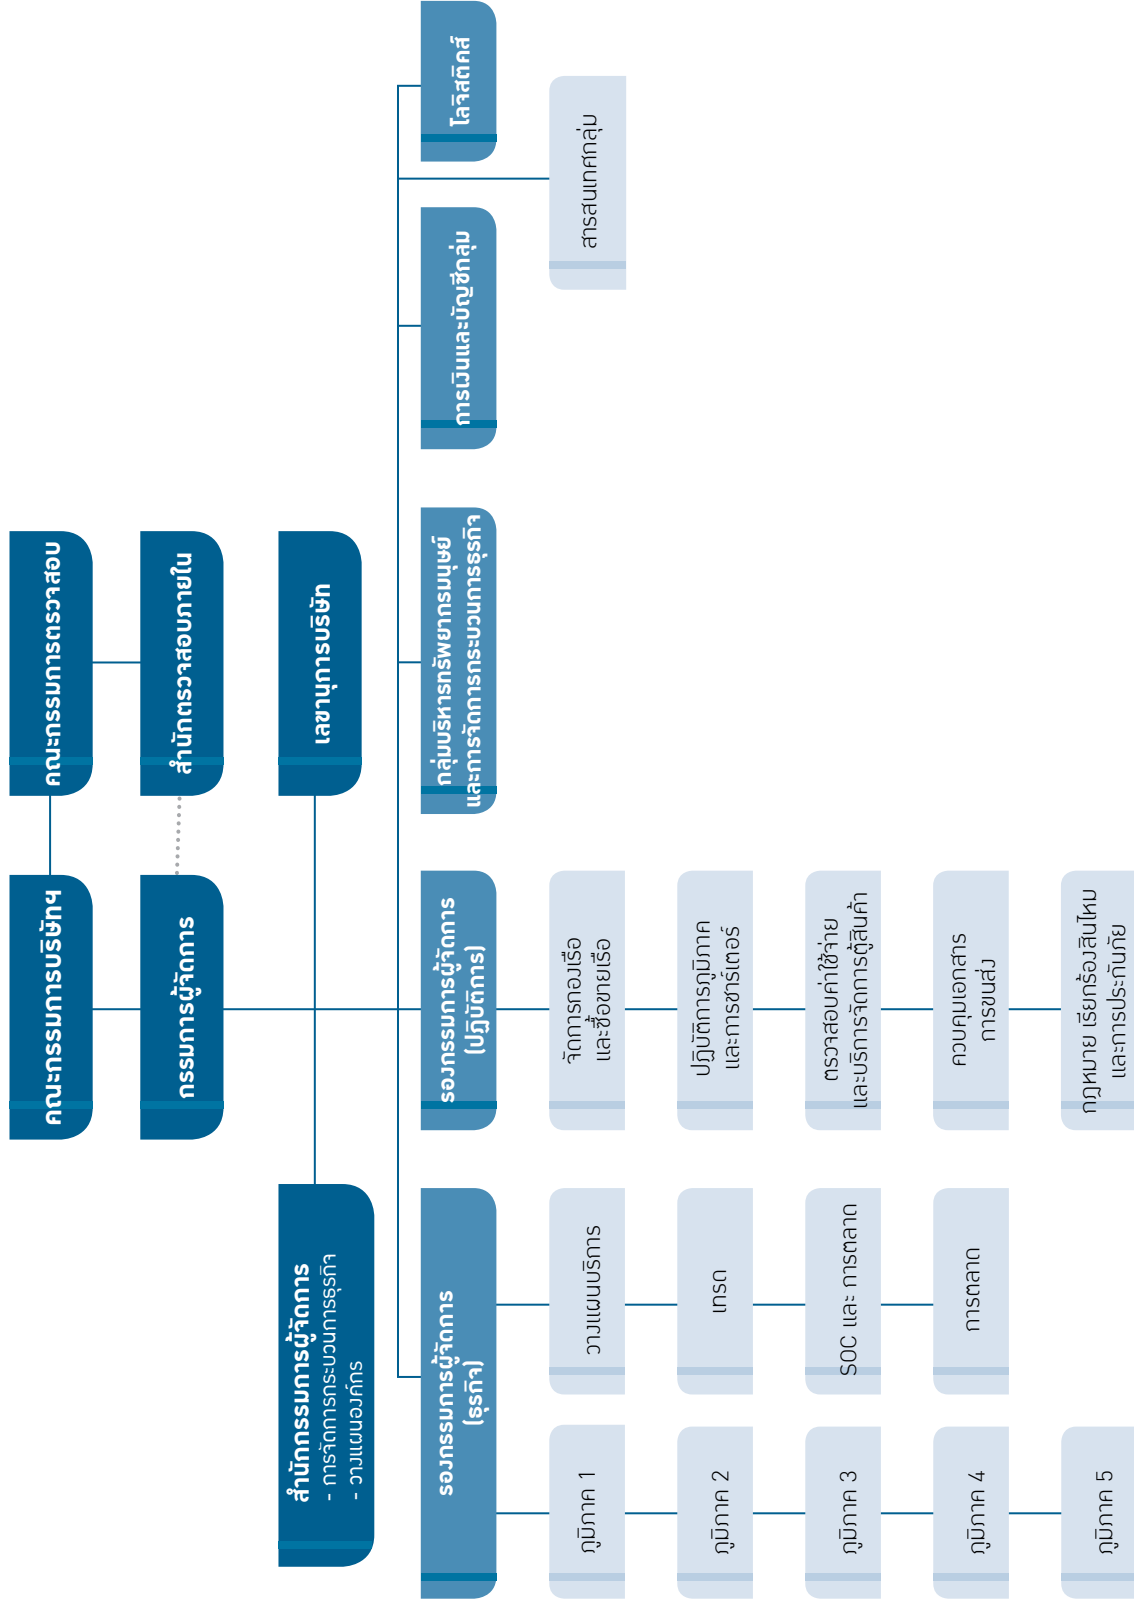 คณะกรรมการบริษัทฯ
คณะกรรมการตรวจสอบ
กรรมการผู้จัดการ
สำนักตรวจสอบภายใน
สำนักกรรมการผู้จัดการ
- การจัดการกระบวนการธุรกิจ
- วางแผนองค์กร
เลขานุการบริษัท
รองกรรมการผู้จัดการ
(ธุรกิจ)
รองกรรมการผู้จัดการ
(ปฏิบัติการ)
กลุ่มบริหารทรัพยากรมนุษย์
และการจัดการกระบวนการธุรกิจ
การเงินและบัญชีกลุ่ม
โลจิสติคส์
ภูมิภาค 1
วางแผนบริการ
จัดการกองเรือ
และซื้อขายเรือ
สารสนเทศกลุ่ม
ภูมิภาค 2
เทรด
ปฏิบัติการภูมิภาค
และการชาร์เตอร์
ภูมิภาค 3
SOC และ การตลาด
ตรวจสอบค่าใช้จ่าย
และบริการจัดการตู้สินค้า
ภูมิภาค 4
การตลาด
ควบคุมเอกสาร
การขนส่ง
ภูมิภาค 5
กฎหมาย เรียกร้องสินไหม
และการประกันภัย